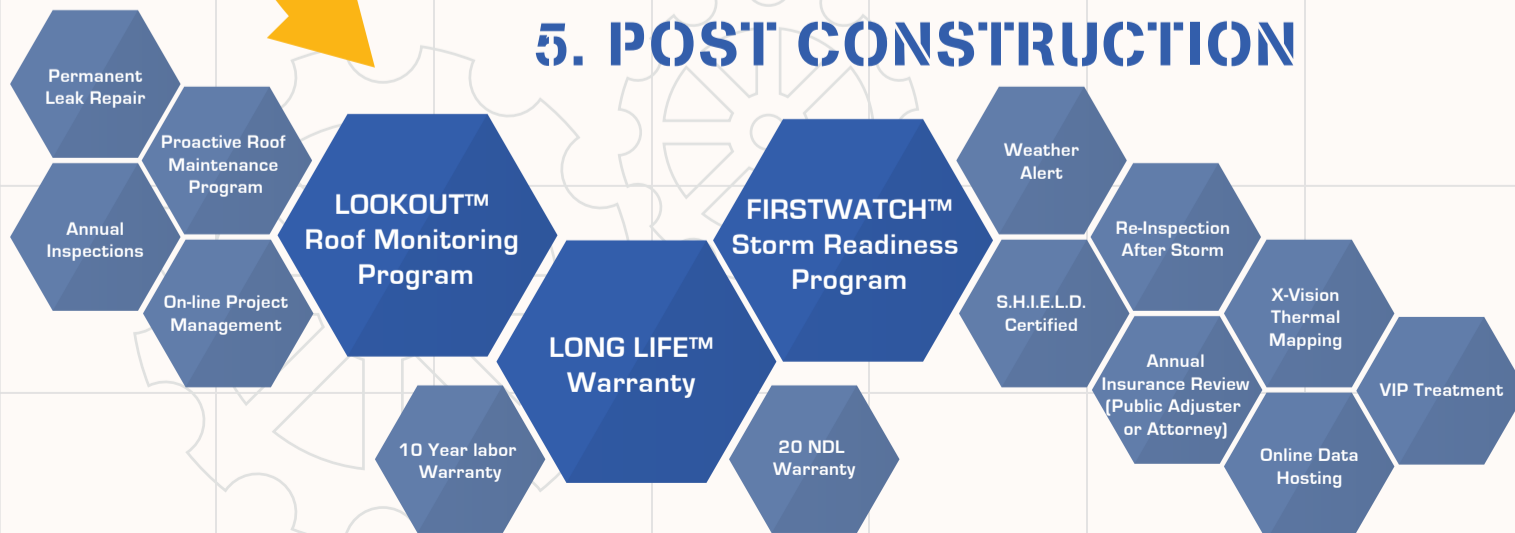 5. POST CONSTRUCTION
Permanent
Leak Repair
Proactive Roof
Maintenance
Program
Annual
Inspections
On-line Project
Management
LOOKOUT™
Roof Monitoring
Program
LONG LIFE™
Warranty
10 Year labor
Warranty
20 NDL
Warranty
FIRSTWATCH™
Storm Readiness
Program
Weather
Alert
S.H.I.E.L.D.
Certified
Re-Inspection
After Storm
Annual
Insurance Review
(Public Adjuster
or Attorney)
X-Vision
Thermal
Mapping
Online Data
Hosting
VIP Treatment